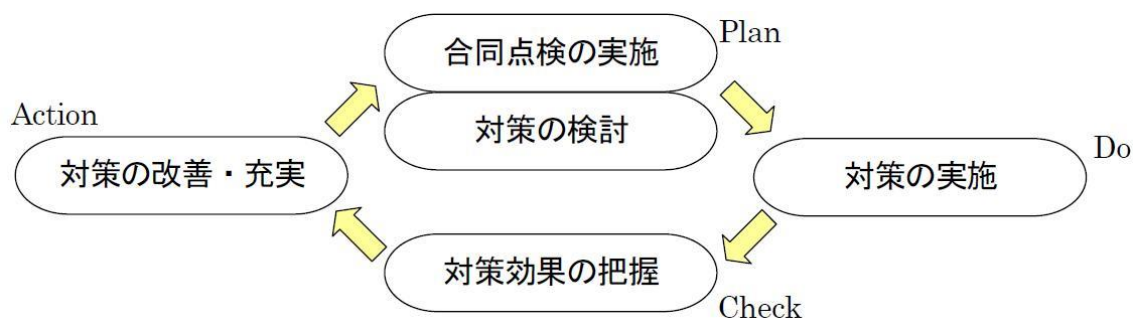 合同点検の実施
Plan
対策の検討
Action
対策の改善・充実
対策の実施
Do
対策効果の把握
Check